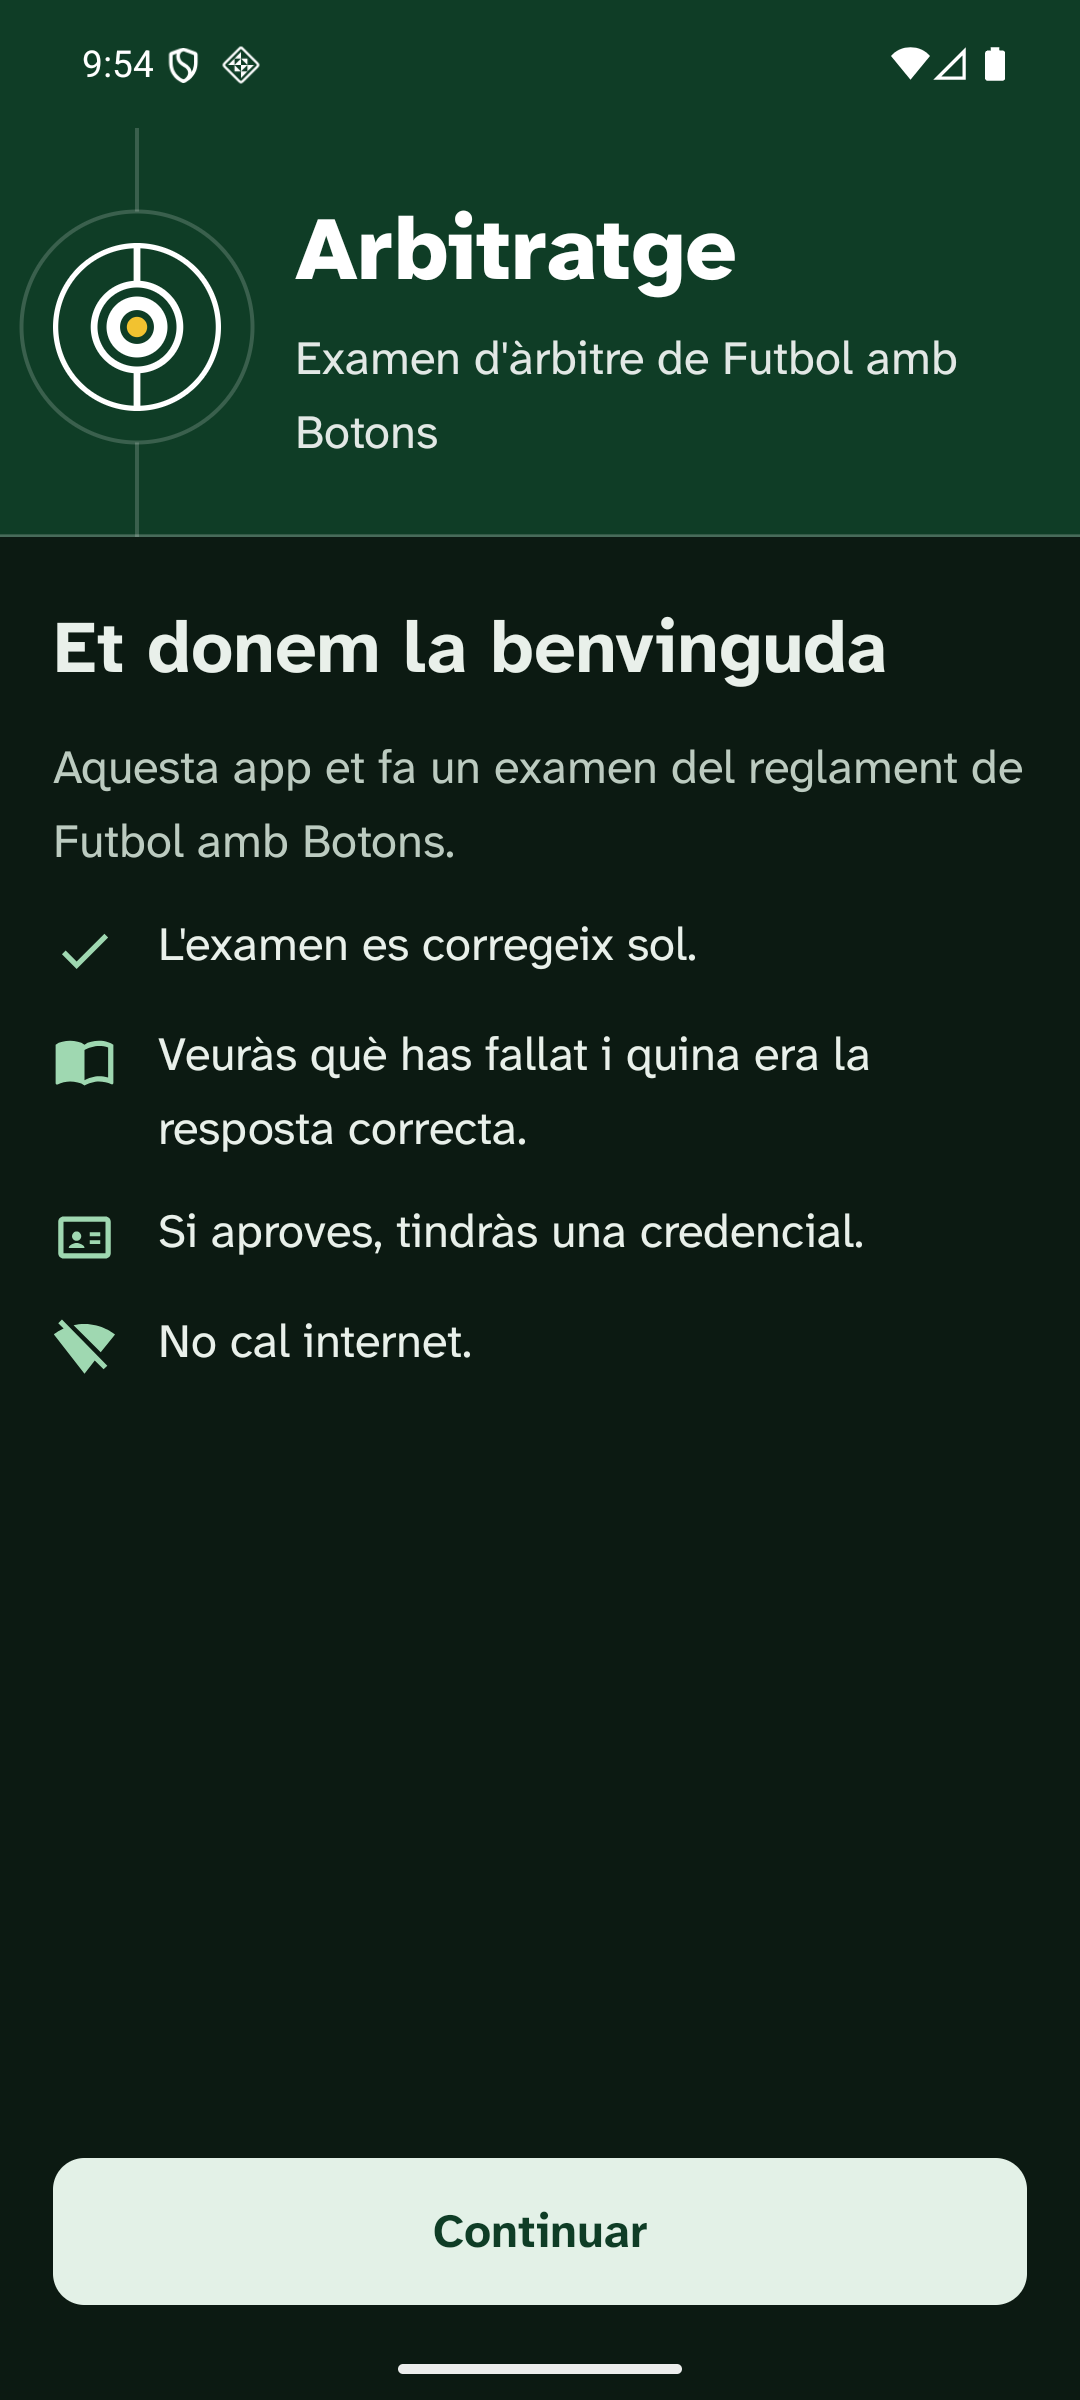 9:54
Arbitratge
Examen d'àrbitre de Futbol amb
Botons
Et donem la benvinguda
Aquesta app et fa un examen del reglament de
Futbol amb Botons.
L'examen es corregeix sol.
Veuràs què has fallat i quina era la
resposta correcta.
Si aproves, tindràs una credencial.
No cal internet.
Continuar